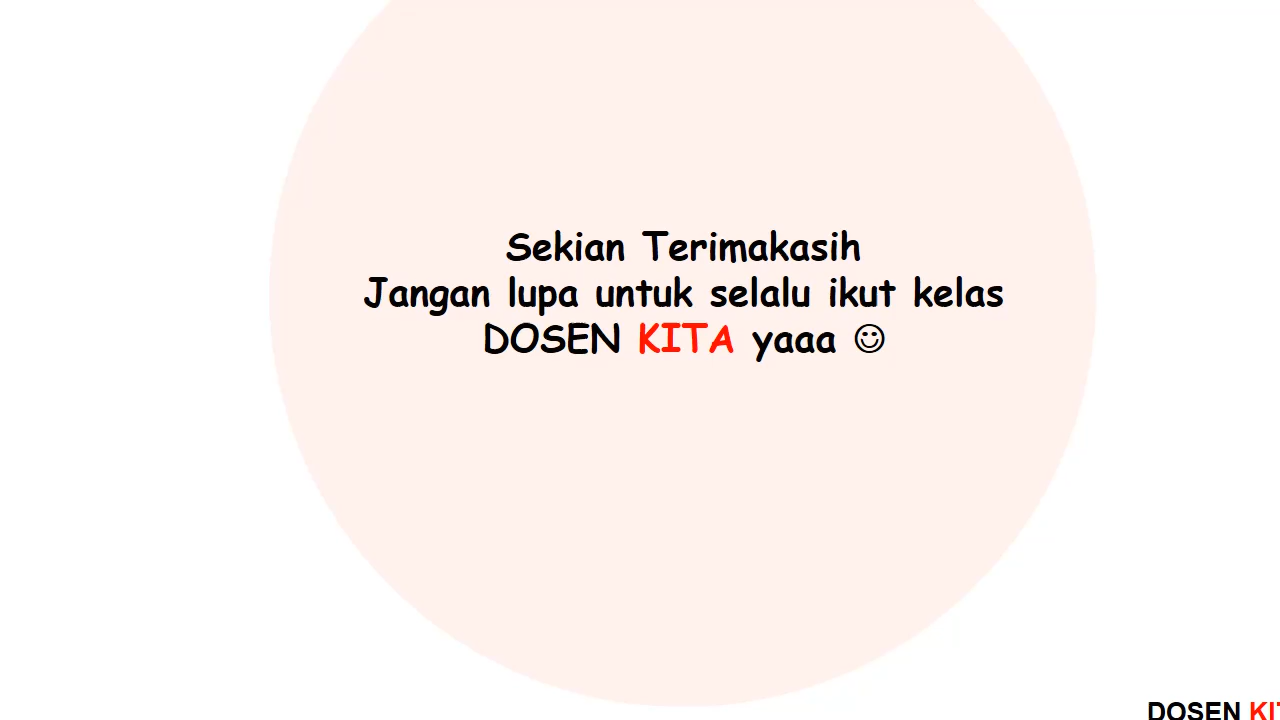 Sekian Terimakasih
Jangan lupa untuk selalu ikut kelas
DOSEN KITA yaaa ☺
DOSEN